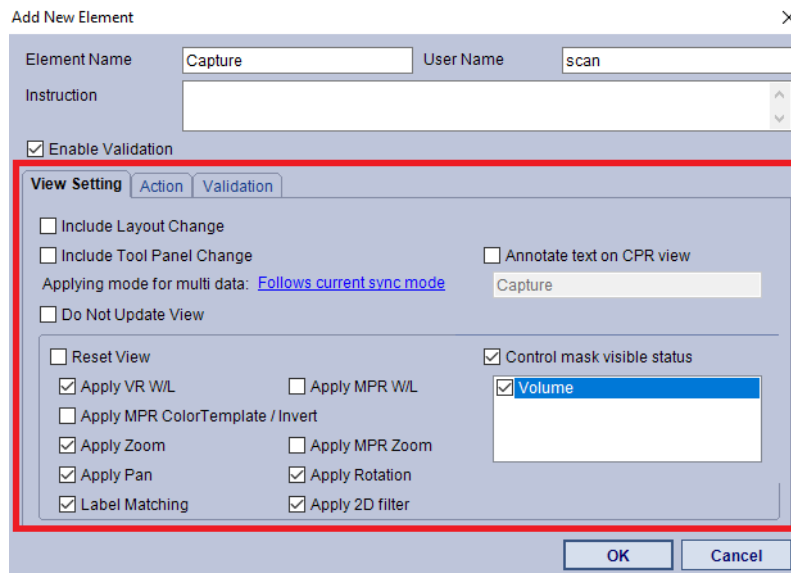 Add New Element
Element Name Capture User Name scan
Instruction
Enable Validation
View Setting Action Validation
Include Layout Change
Include Tool Panel Change Annotate text on CPR view
Applying mode for multi data: Follows current sync mode Capture
Do Not Update View
Reset View Control mask visible status
Apply VR W/L Apply MPR W/L Volume
Apply MPR ColorTemplate / Invert
Apply Zoom Apply MPR Zoom
Apply Pan Apply Rotation
Label Matching Apply 2D filter
OK Cancel